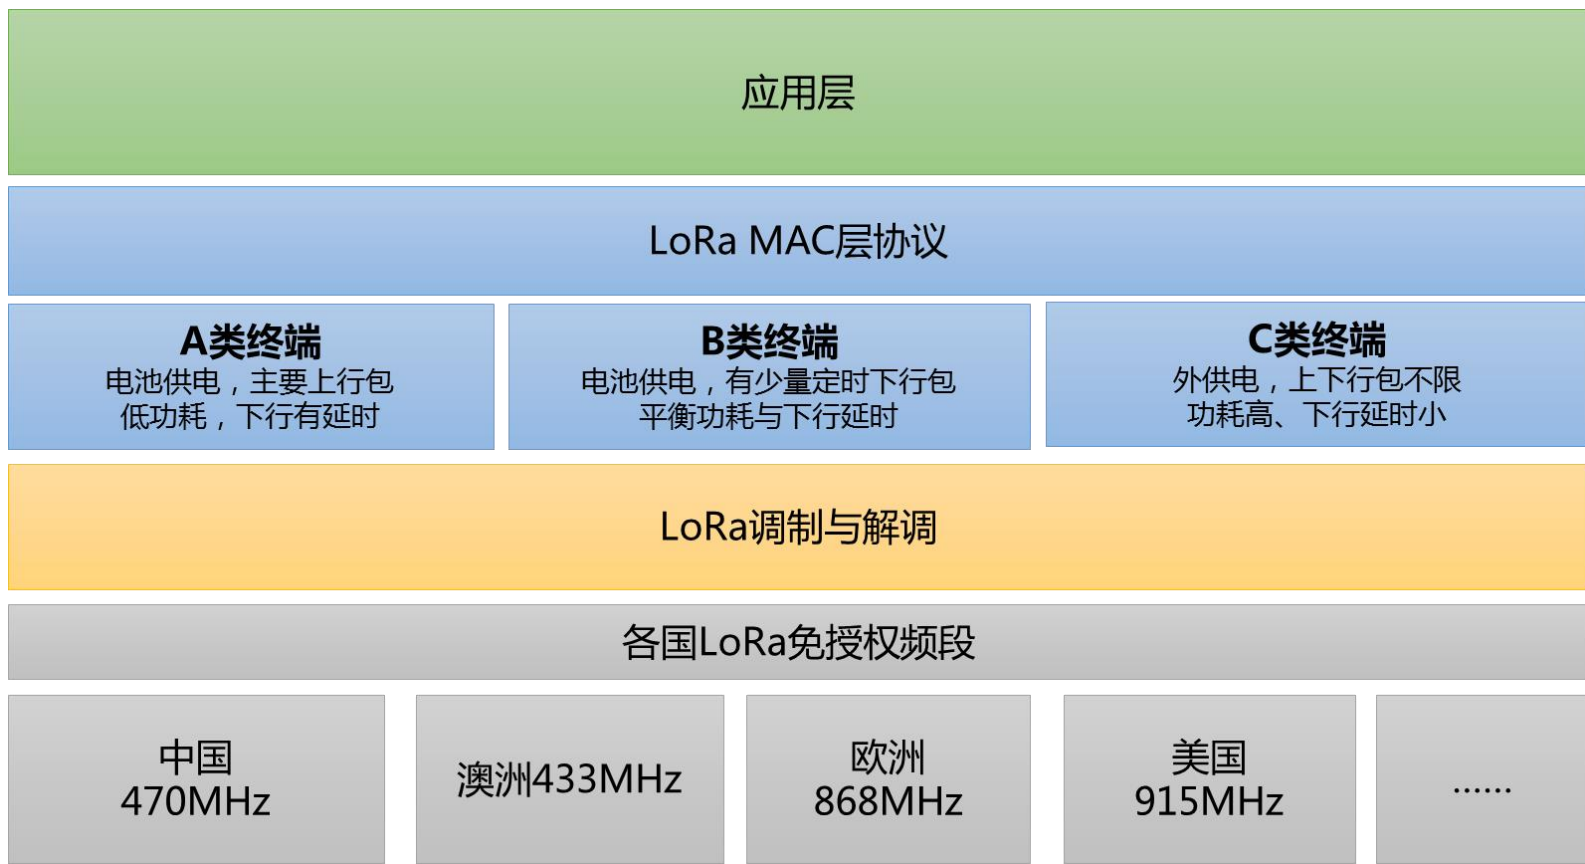 应用层
LoRa MAC层协议
A类终端
电池供电，主要上行包
低功耗，下行有延时
B类终端
电池供电，有少量定时下行包
平衡功耗与下行延时
C类终端
外供电，上下行包不限
功耗高、下行延时小
LoRa调制与解调
各国LoRa免授权频段
中国
470MHz
澳洲433MHz
欧洲
868MHz
美国
915MHz
......